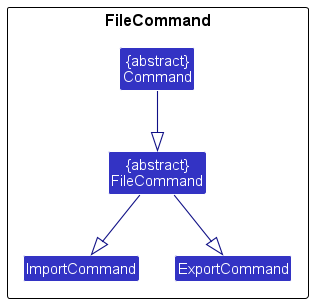 FileCommand
{abstract}
Command
{abstract}
FileCommand
ImportCommand
ExportCommand